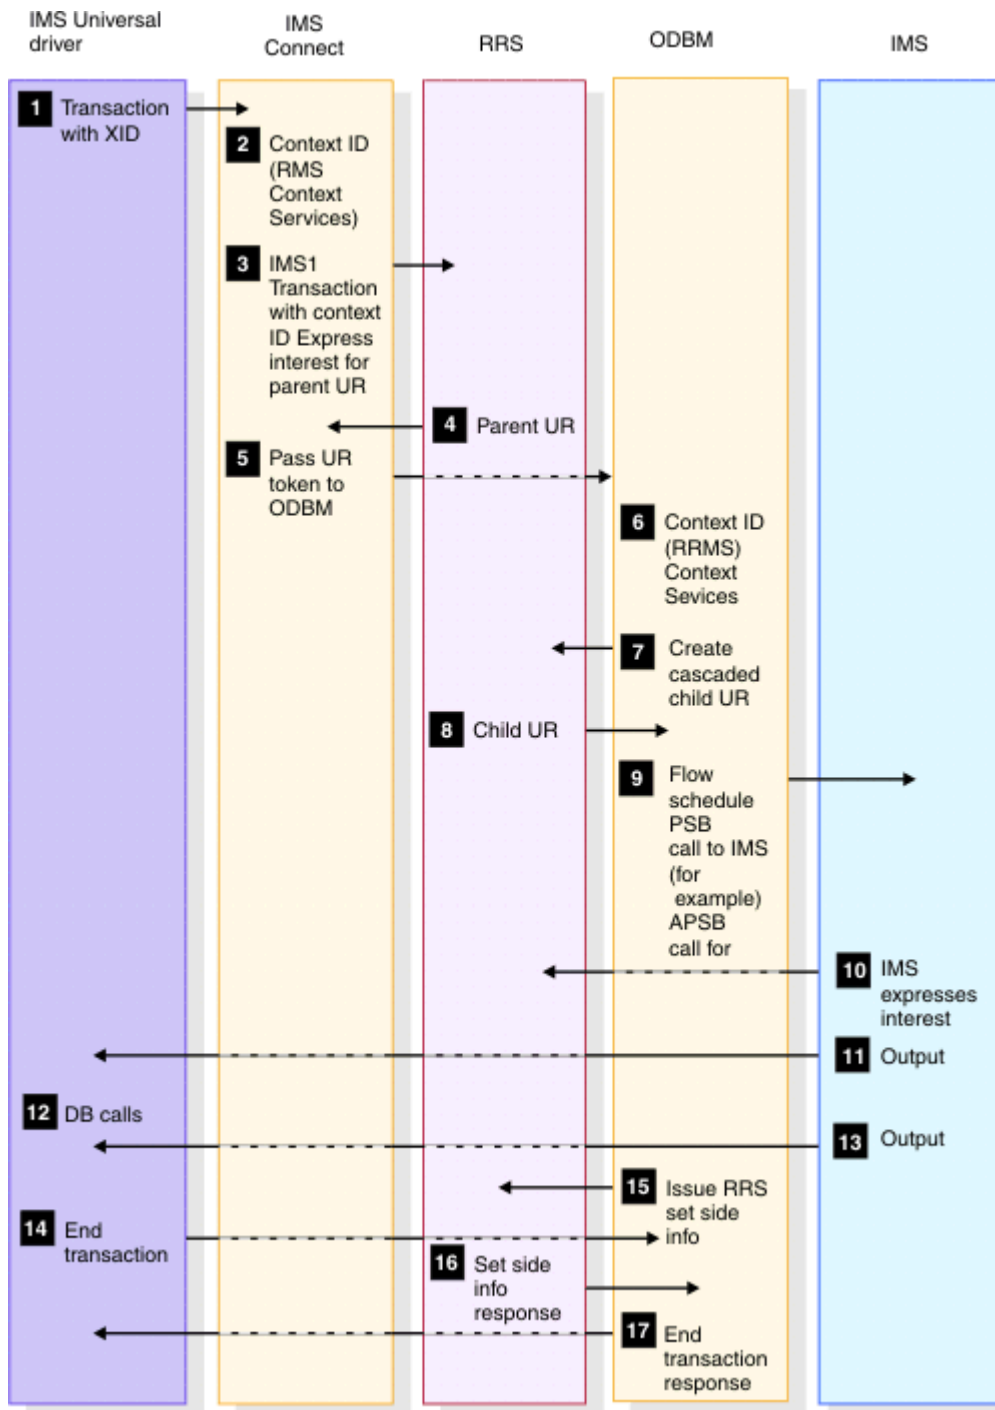 IMS Universal
driver
IMS
Connect
RRS
ODBM
IMS
1 Transaction
with XID
2 Context ID
(RMS
Context
Services)
3 IMS1
Transaction
with context
ID Express
interest for
parent UR
4 Parent UR
5 Pass UR
token to
ODBM
6 Context ID
(RRMS)
Context
Sevices
7 Create
cascaded
child UR
8 Child UR
9 Flow
schedule
PSB
call to IMS
(for
example)
APSB
call for
10 IMS
expresses
interest
11 Output
12 DB calls
13 Output
15 Issue RRS
set side
info
14 End
transaction
16 Set side
info
response
17 End
transaction
response